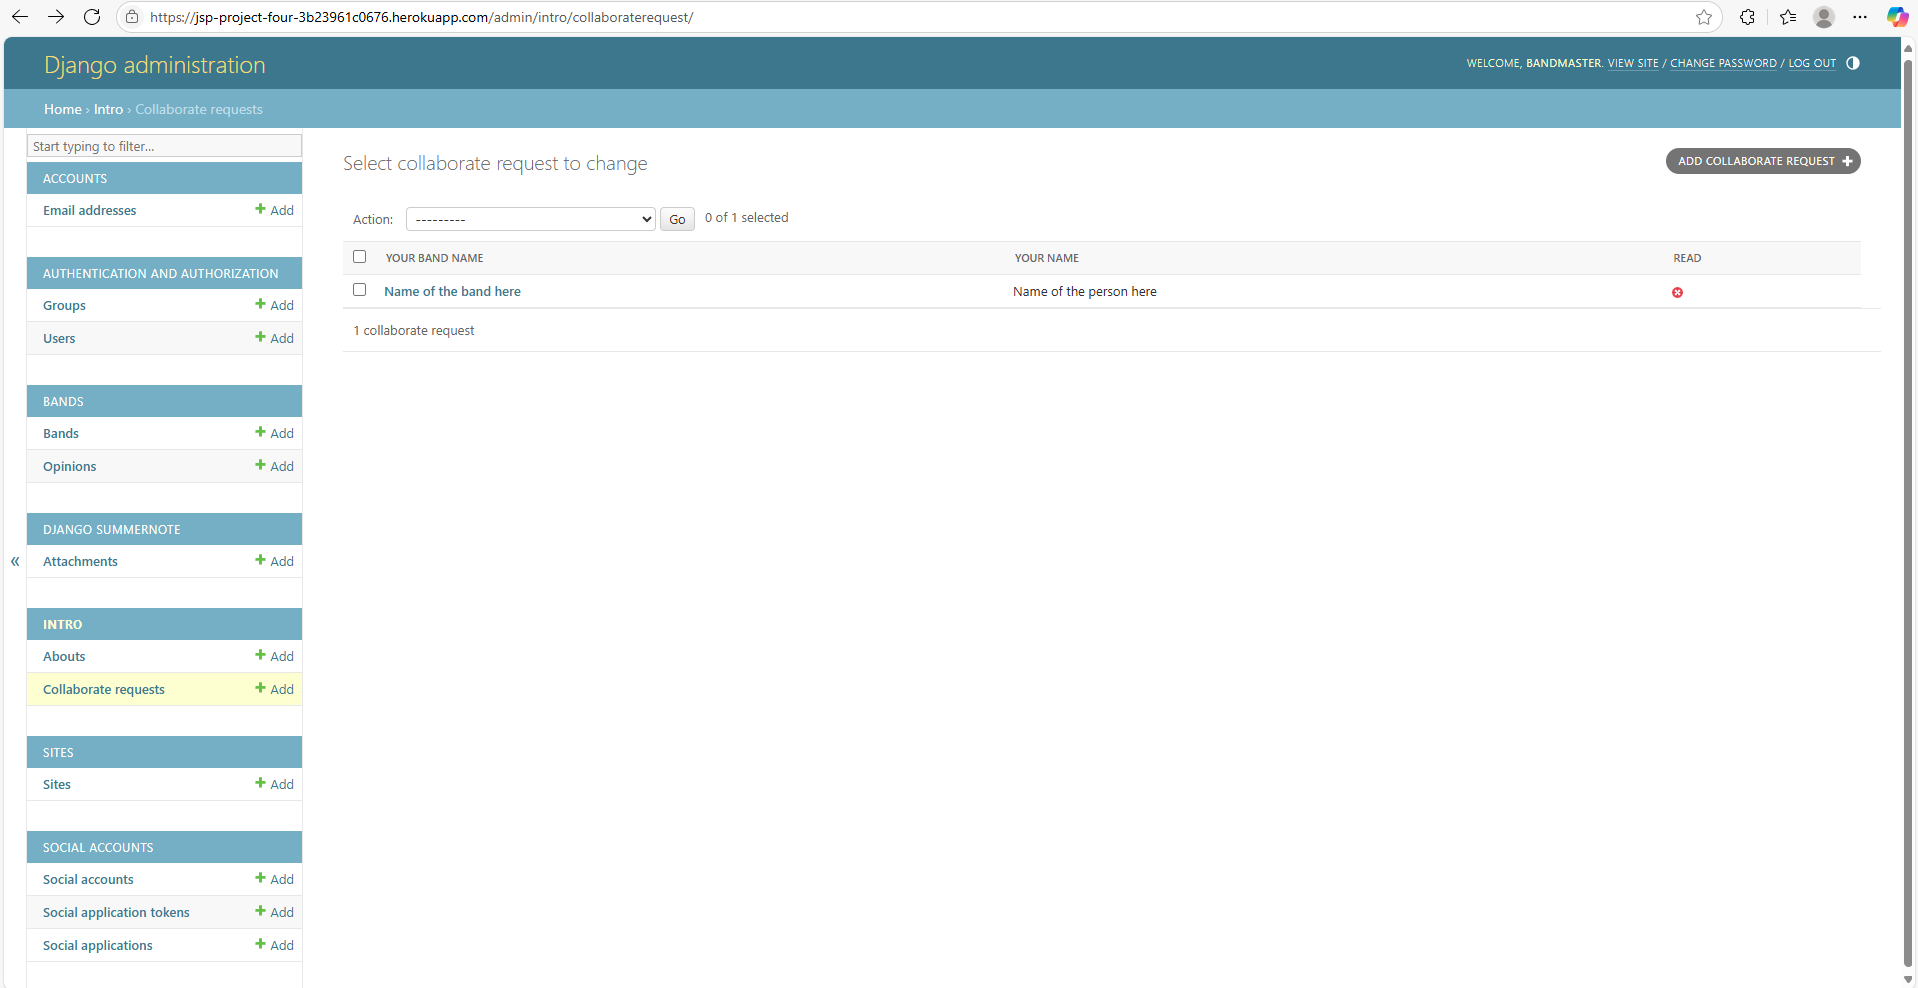 https://jsp-project-four-3b23961c0676.herokuapp.com/admin/intro/collaboraterequest/
Django administration
WELCOME, BANDMASTER. VIEW SITE / CHANGE PASSWORD / LOG OUT
Home › Intro › Collaborate requests
Start typing to filter...
ACCOUNTS
Email addresses + Add
AUTHENTICATION AND AUTHORIZATION
Groups + Add
Users + Add
BANDS
Bands + Add
Opinions + Add
DJANGO SUMMERNOTE
Attachments + Add
«
INTRO
Abouts + Add
Collaborate requests + Add
SITES
Sites + Add
SOCIAL ACCOUNTS
Social accounts + Add
Social application tokens + Add
Social applications + Add
Select collaborate request to change
ADD COLLABORATE REQUEST +
Action: --------- Go 0 of 1 selected
YOUR BAND NAME YOUR NAME READ
Name of the band here Name of the person here
1 collaborate request